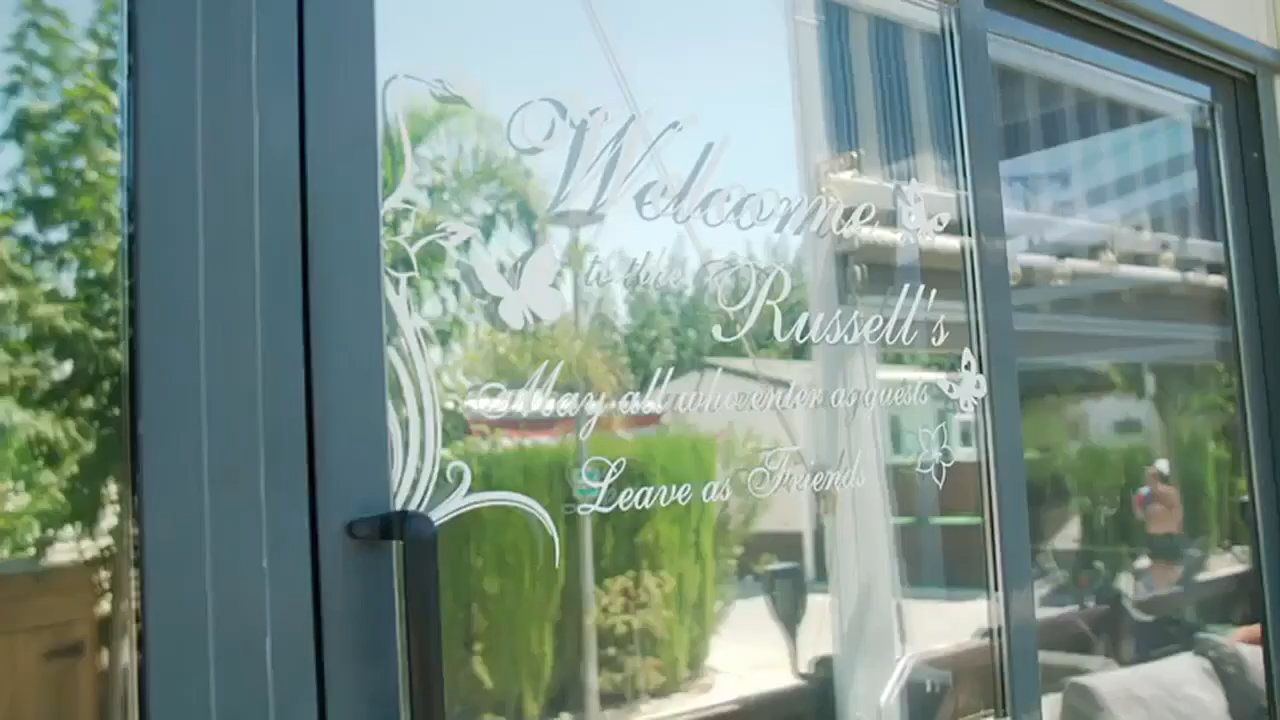 Welcome
to the
Russell's
May all who enter as guests
Leave as Friends